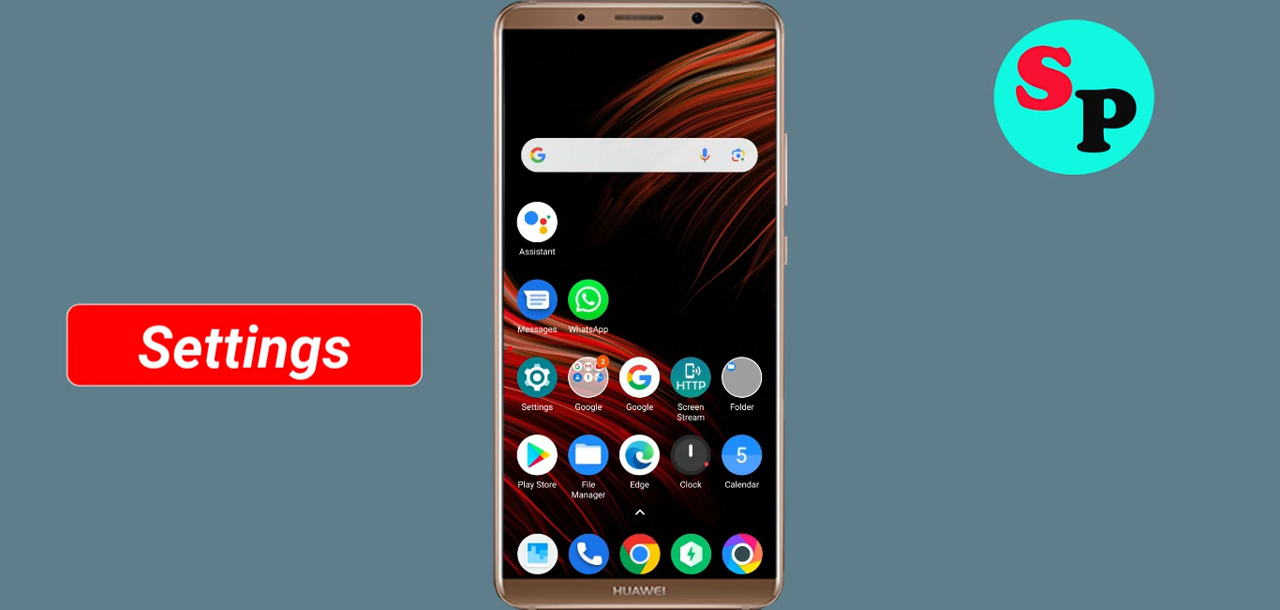 SP
Assistant
Messages WhatsApp
Settings
2
Settings Google Google Screen Stream Folder
HTTP
5
Play Store File Manager Edge Clock Calendar
HUAWEI